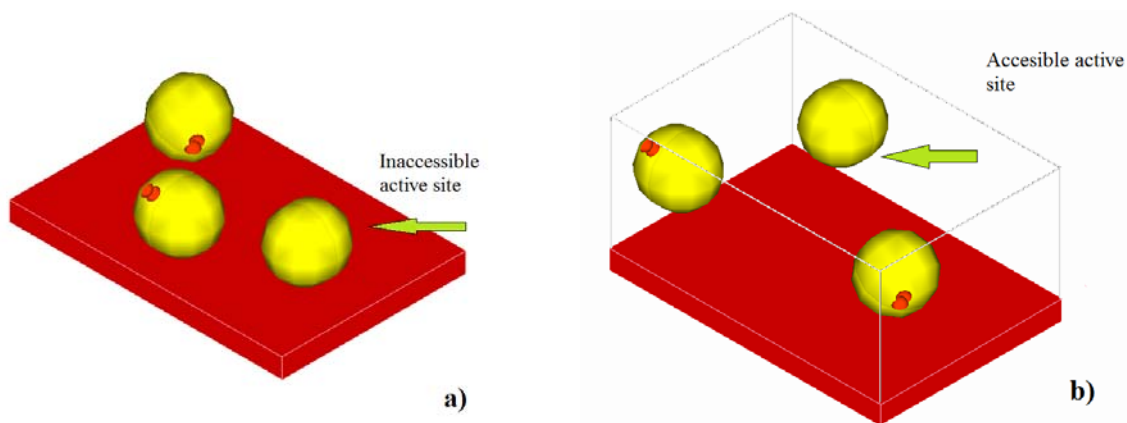 Inaccessible
active site
a)
Accesible active
site
b)